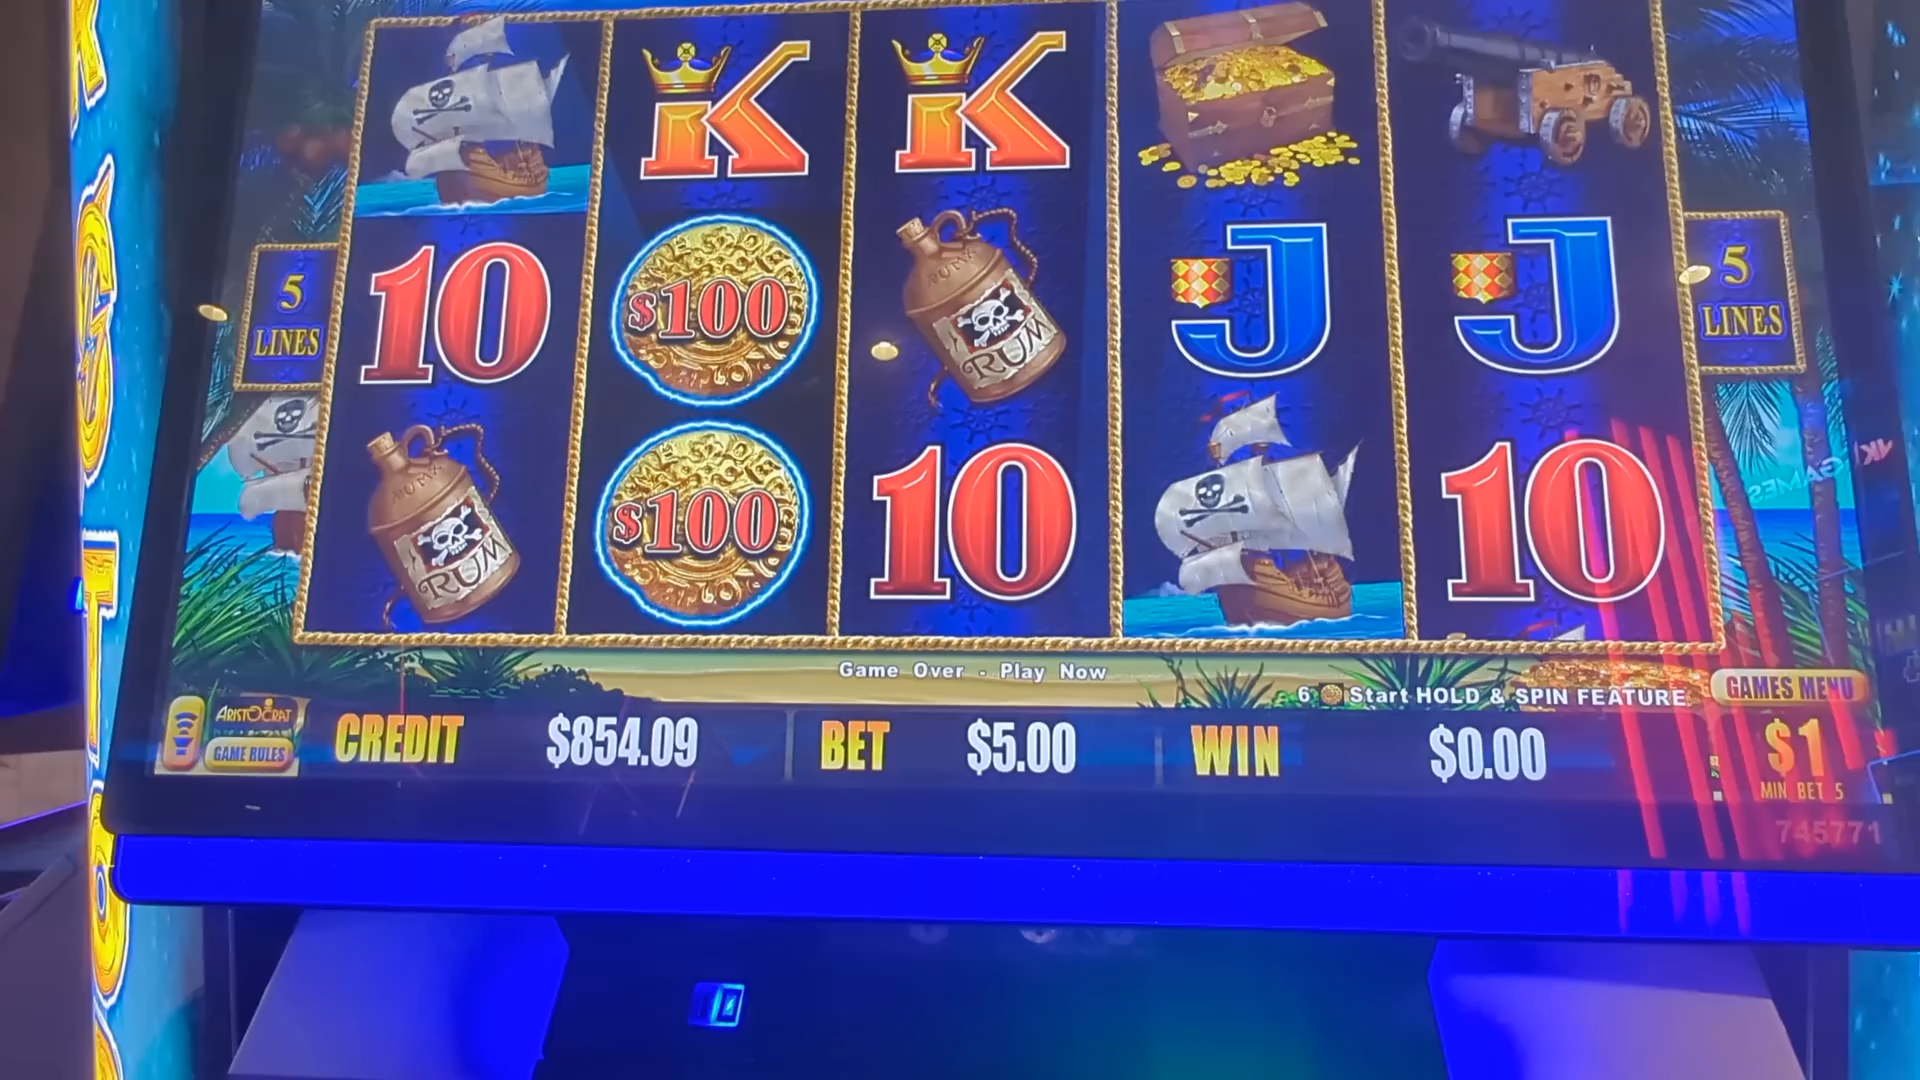 K K
5
LINES
10 $100 RUM J J
5
LINES
RUM $100 10 10
Game Over - Play Now
6 Start HOLD & SPIN FEATURE
GAMES MENU
ARISTOCRAT
GAME RULES
CREDIT $854.09 BET $5.00 WIN $0.00
$1
MIN BET 5
745771